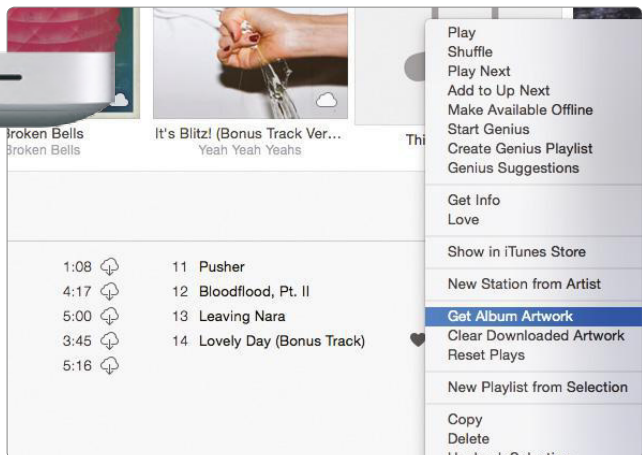 Broken Bells
Broken Bells
It's Blitz! (Bonus Track Ver...
Yeah Yeah Yeahs
Thi
1:08
4:17
5:00
3:45
5:16
11 Pusher
12 Bloodflood, Pt. II
13 Leaving Nara
14 Lovely Day (Bonus Track)
Play
Shuffle
Play Next
Add to Up Next
Make Available Offline
Start Genius
Create Genius Playlist
Genius Suggestions
Get Info
Love
Show in iTunes Store
New Station from Artist
Get Album Artwork
Clear Downloaded Artwork
Reset Plays
New Playlist from Selection
Copy
Delete